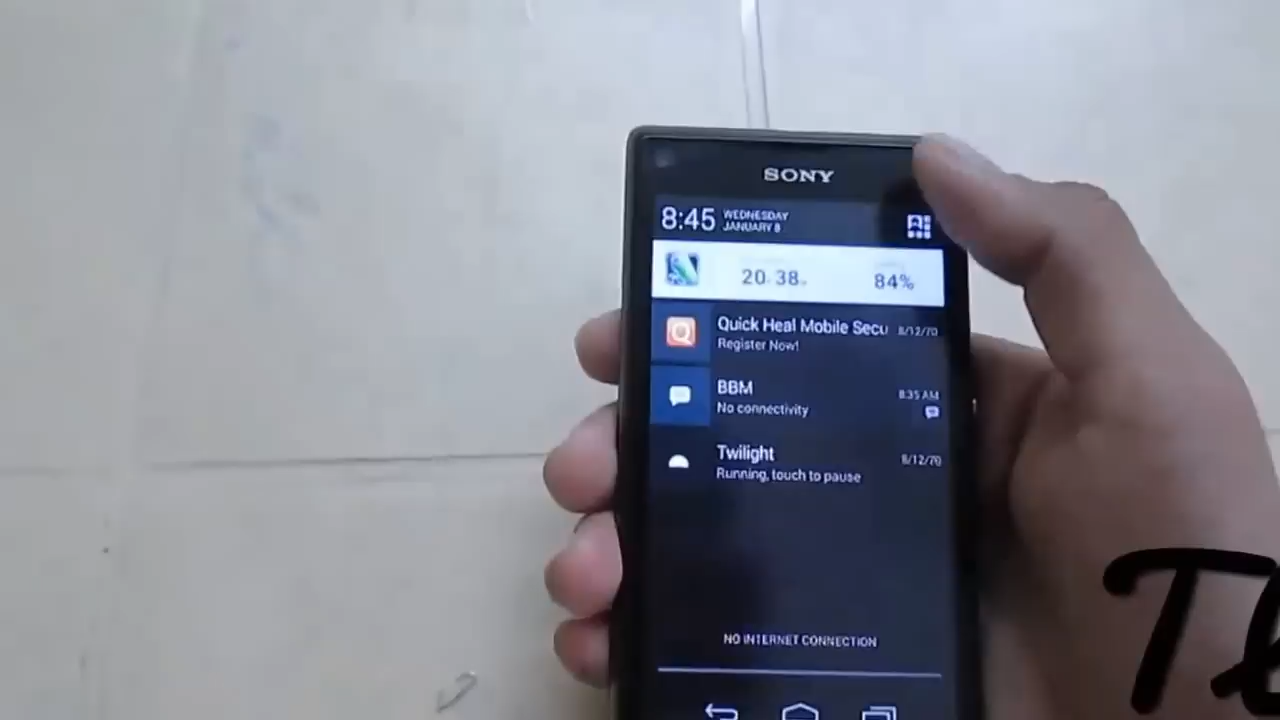 SONY
8:45 WEDNESDAY
JANUARY 8
20 38
84%
Quick Heal Mobile Secu 8/12/70
Register Now!
BBM 8:35 AM
No connectivity
Twilight 8/12/70
Running, touch to pause
NO INTERNET CONNECTION